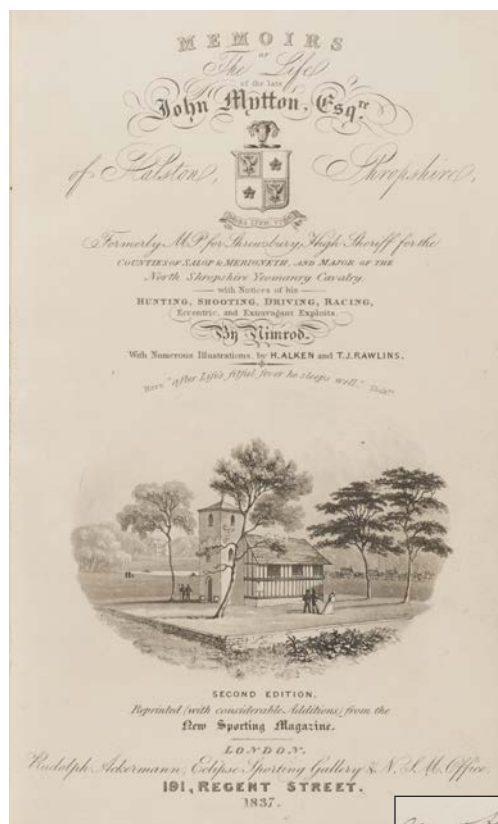 MEMOIRS
OF
The Life
of the late
John Mytton, Esqre.
of Halston, Shropshire,
Formerly M.P. for Shrewsbury, High Sheriff for the
COUNTIES OF SALOP & MERIONETH, AND MAJOR OF THE
North Shropshire Yeomanry Cavalry,
with Notices of his
HUNTING, SHOOTING, DRIVING, RACING,
Eccentric, and Extravagant Exploits.
By Nimrod.
With Numerous Illustrations, by H. ALKEN and T. J. RAWLINS.
Here "after Life's fitful fever he sleeps well."
SECOND EDITION.
Reprinted (with considerable Additions) from the
New Sporting Magazine.
LONDON.
Rudolph Ackermann, Eclipse Sporting Gallery & N. S. M. Office,
191, REGENT STREET.
1837.